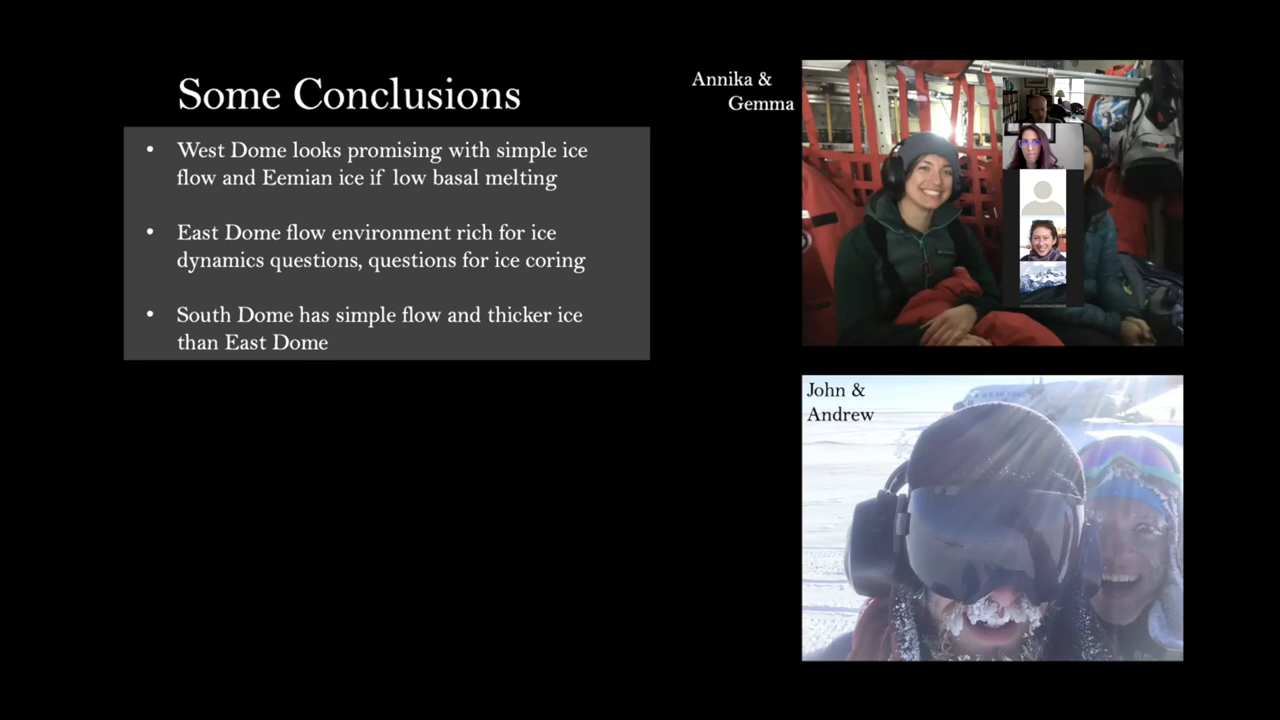 Some Conclusions
• West Dome looks promising with simple ice
flow and Eemian ice if low basal melting
• East Dome flow environment rich for ice
dynamics questions, questions for ice coring
• South Dome has simple flow and thicker ice
than East Dome
Annika &
Gemma
John &
Andrew